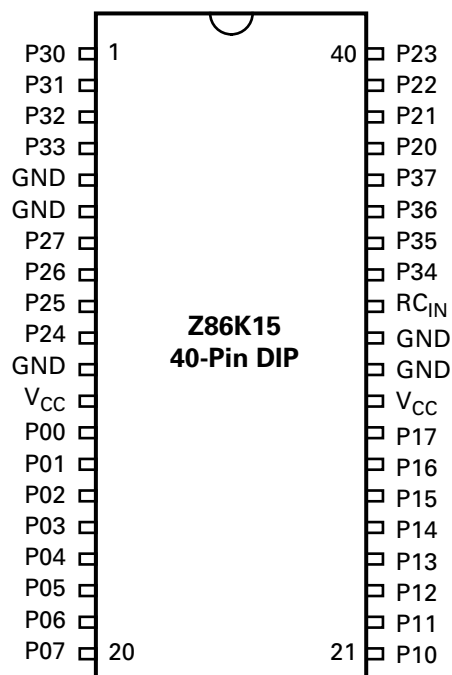 P30 1 40 P23
P31 P22
P32 P21
P33 P20
GND P37
GND P36
P27 P35
P26 P34
P25 RCIN
P24 GND
Z86K15
40-Pin DIP
GND GND
VCC VCC
P00 P17
P01 P16
P02 P15
P03 P14
P04 P13
P05 P12
P06 P11
P07 20 21 P10